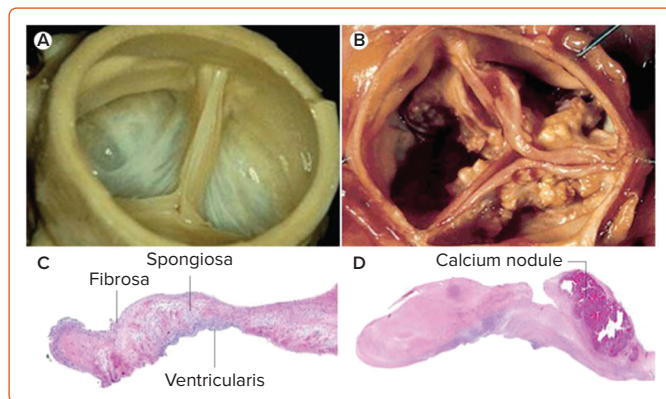 A
B
C
Spongiosa
Fibrosa
Ventricularis
D
Calcium nodule